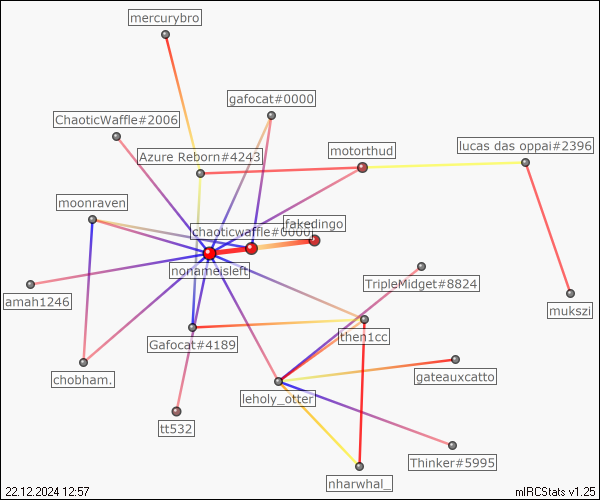 mercurybro
gafocat#0000
ChaoticWaffle#2006
motorthud
lucas das oppai#2396
Azure Reborn#4243
moonraven
fakedingo
chaoticwaffle#0000
nonameisleft
TripleMidget#8824
amah1246
mukszi
Gafocat#4189
then1cc
chobham.
gateauxcatto
leholy_otter
tt532
Thinker#5995
nharwhal_
22.12.2024 12:57
mIRCStats v1.25